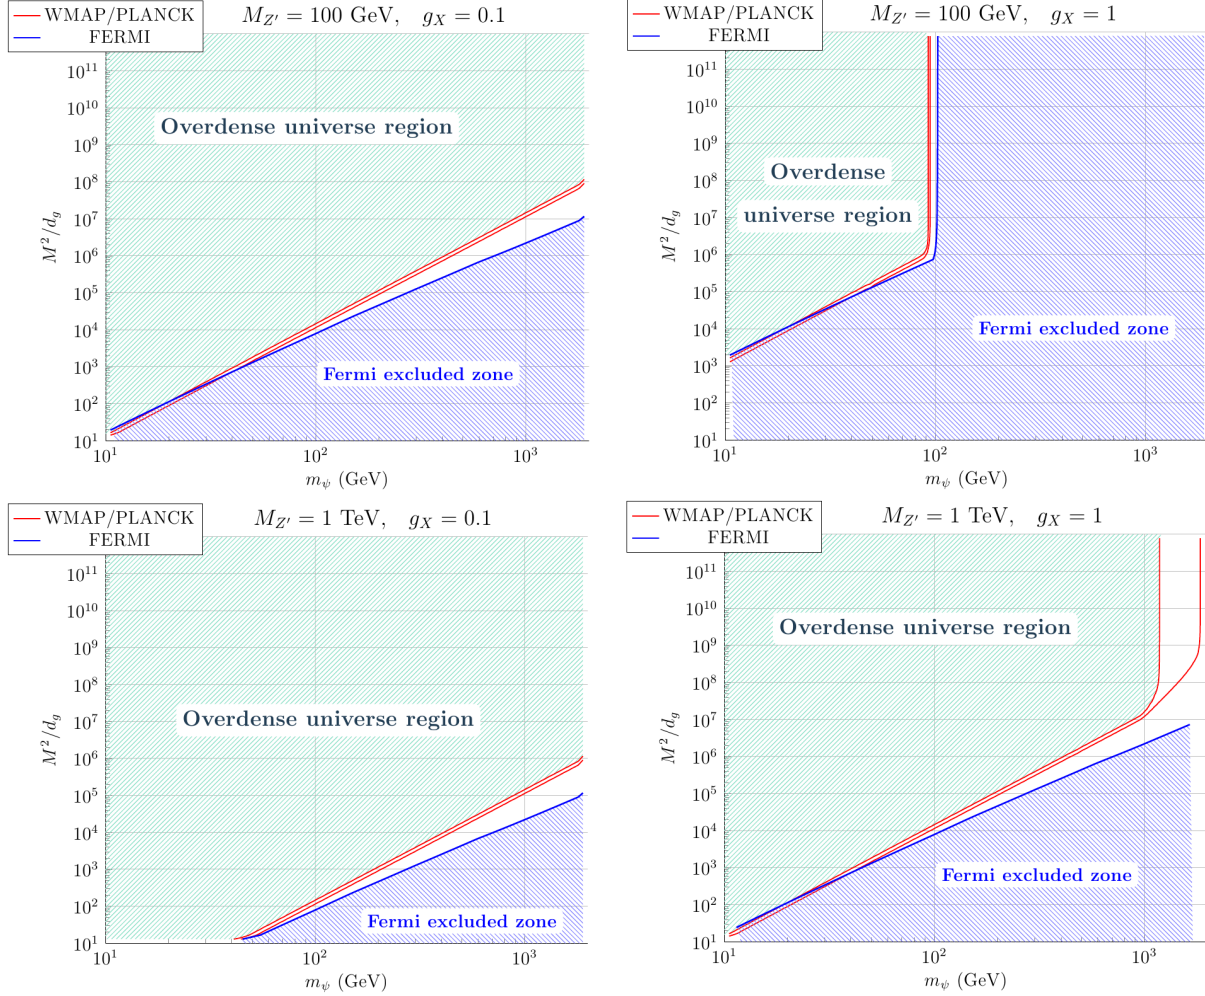 WMAP/PLANCK
FERMI
M_{Z'} = 100 GeV, g_X = 0.1
10^{11}
10^{10}
10^9
10^8
10^7
10^6
10^5
10^4
10^3
10^2
10^1
M^2/d_g
Overdense universe region
Fermi excluded zone
10^1 10^2 10^3
m_ψ (GeV)
WMAP/PLANCK
FERMI
M_{Z'} = 100 GeV, g_X = 1
10^{11}
10^{10}
10^9
10^8
10^7
10^6
10^5
10^4
10^3
10^2
10^1
M^2/d_g
Overdense
universe region
Fermi excluded zone
10^1 10^2 10^3
m_ψ (GeV)
WMAP/PLANCK
FERMI
M_{Z'} = 1 TeV, g_X = 0.1
10^{11}
10^{10}
10^9
10^8
10^7
10^6
10^5
10^4
10^3
10^2
10^1
M^2/d_g
Overdense universe region
Fermi excluded zone
10^1 10^2 10^3
m_ψ (GeV)
WMAP/PLANCK
FERMI
M_{Z'} = 1 TeV, g_X = 1
10^{11}
10^{10}
10^9
10^8
10^7
10^6
10^5
10^4
10^3
10^2
10^1
M^2/d_g
Overdense universe region
Fermi excluded zone
10^1 10^2 10^3
m_ψ (GeV)